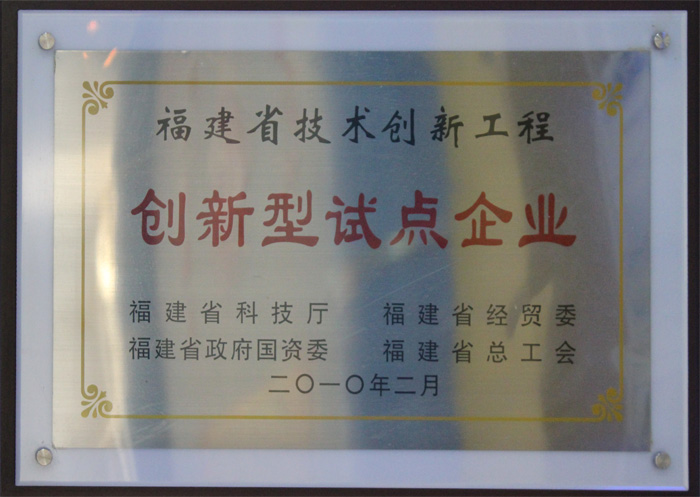 福建省技术创新工程
创新型试点企业
福建省科技厅 福建省经贸委
福建省政府国资委 福建省总工会
二〇一〇年二月